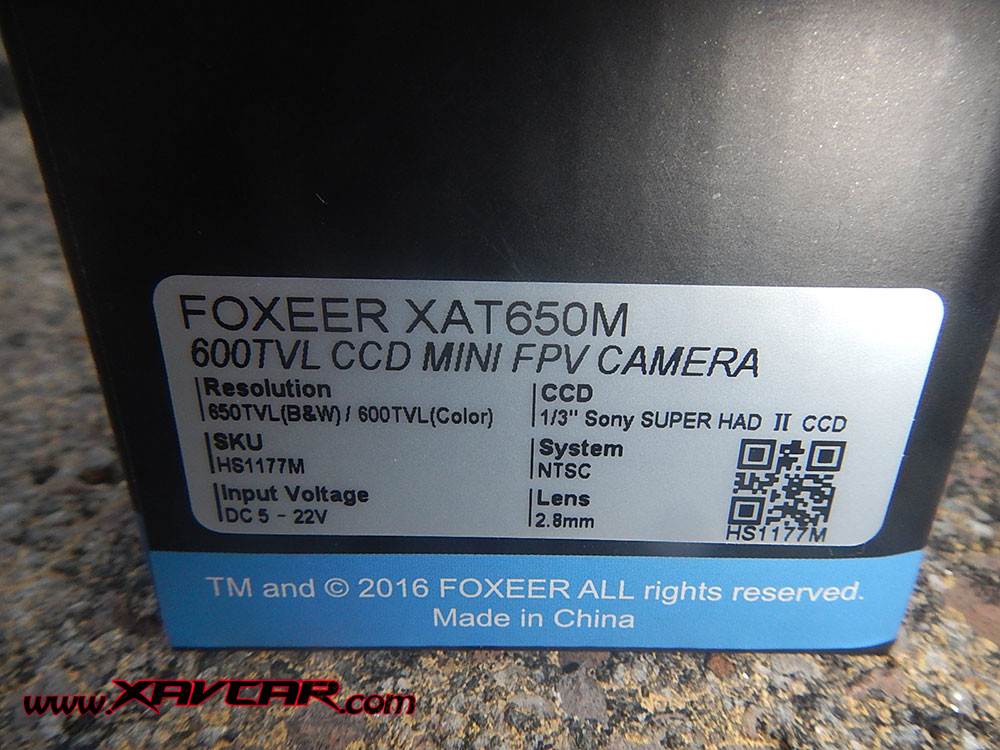 FOXEER XAT650M
600TVL CCD MINI FPV CAMERA
Resolution
650TVL(B&W) / 600TVL(Color)
CCD
1/3" Sony SUPER HAD II CCD
SKU
HS1177M
System
NTSC
Input Voltage
DC 5 - 22V
Lens
2.8mm
HS1177M
TM and © 2016 FOXEER ALL rights reserved.
Made in China
www.XAVCAR.com